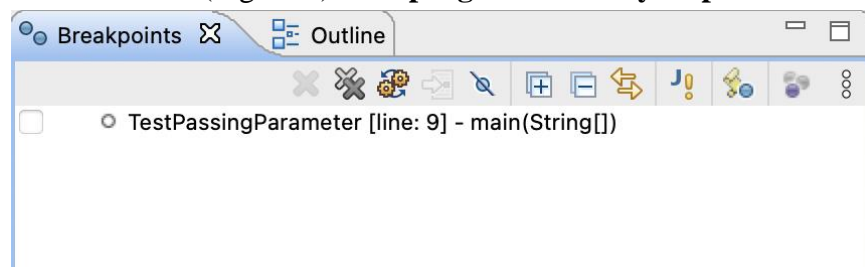 Breakpoints Outline
J
TestPassingParameter [line: 9] - main(String[])